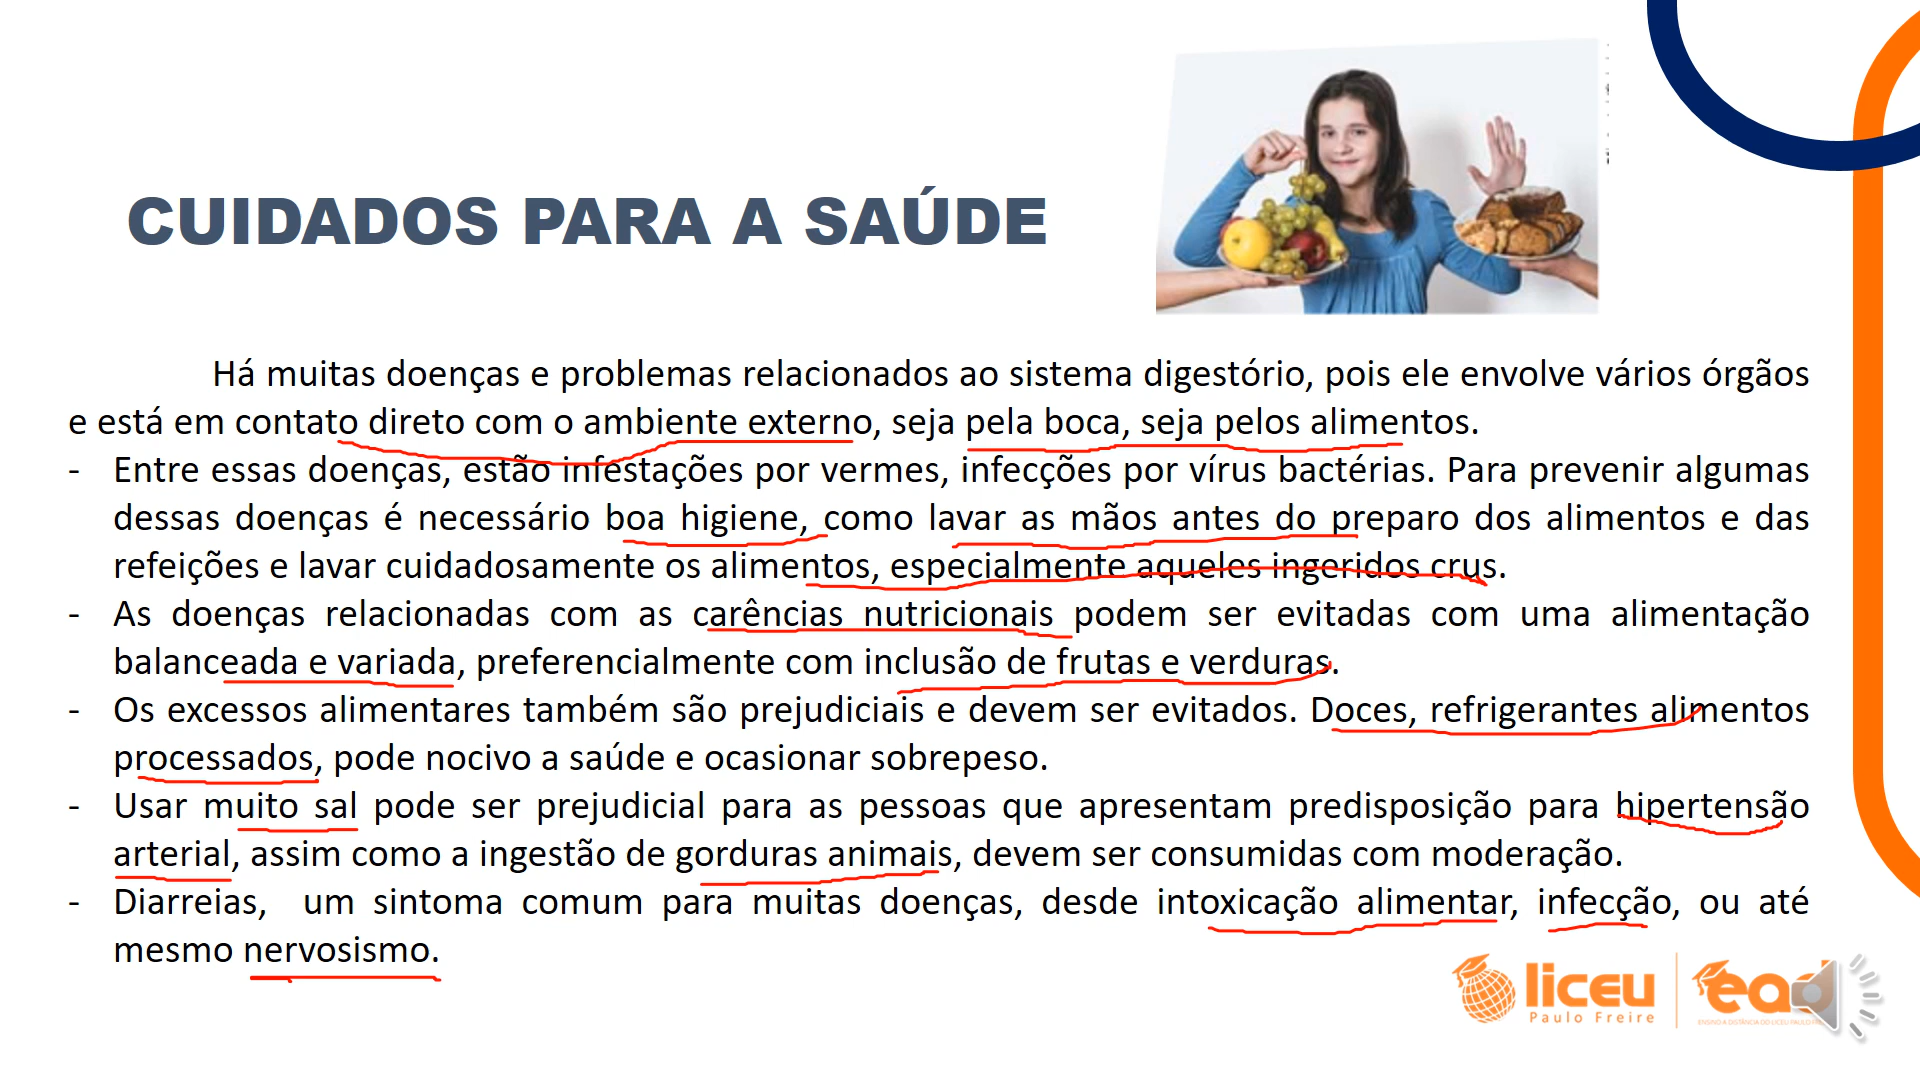 CUIDADOS PARA A SAÚDE
Há muitas doenças e problemas relacionados ao sistema digestório, pois ele envolve vários órgãos
e está em contato direto com o ambiente externo, seja pela boca, seja pelos alimentos.
- Entre essas doenças, estão infestações por vermes, infecções por vírus bactérias. Para prevenir algumas
dessas doenças é necessário boa higiene, como lavar as mãos antes do preparo dos alimentos e das
refeições e lavar cuidadosamente os alimentos, especialmente aqueles ingeridos crus.
- As doenças relacionadas com as carências nutricionais podem ser evitadas com uma alimentação
balanceada e variada, preferencialmente com inclusão de frutas e verduras.
- Os excessos alimentares também são prejudiciais e devem ser evitados. Doces, refrigerantes alimentos
processados, pode nocivo a saúde e ocasionar sobrepeso.
- Usar muito sal pode ser prejudicial para as pessoas que apresentam predisposição para hipertensão
arterial, assim como a ingestão de gorduras animais, devem ser consumidas com moderação.
- Diarreias, um sintoma comum para muitas doenças, desde intoxicação alimentar, infecção, ou até
mesmo nervosismo.
liceu
Paulo Freire
ead
ENSINO A DISTÂNCIA DO LICEU PAULO